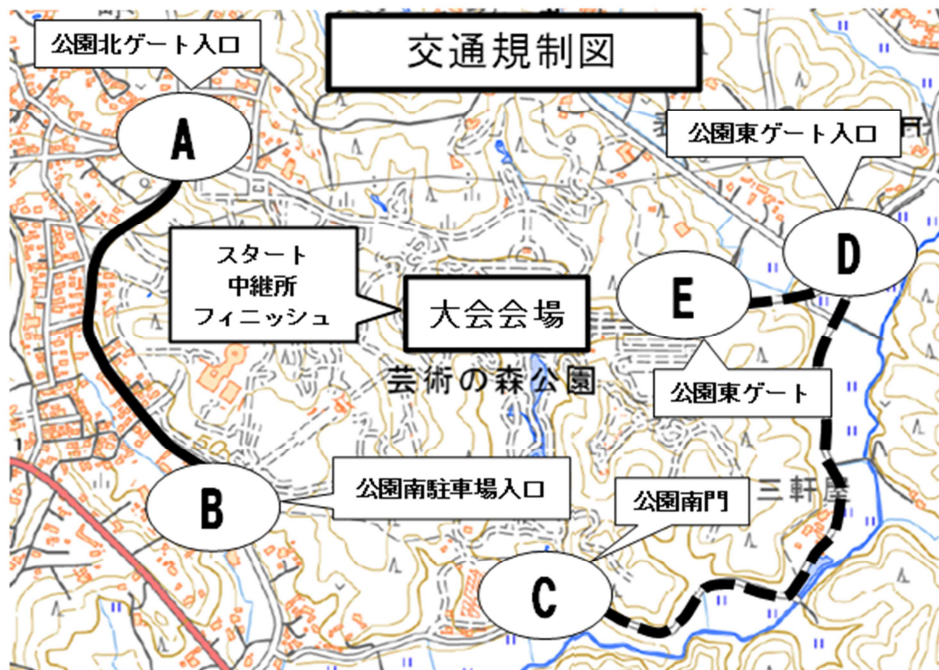 交通規制図
公園北ゲート入口
A
公園東ゲート入口
D
スタート
中継所
フィニッシュ
大会会場
E
芸術の森公園
公園東ゲート
50
B
公園南駐車場入口
三軒屋
公園南門
C